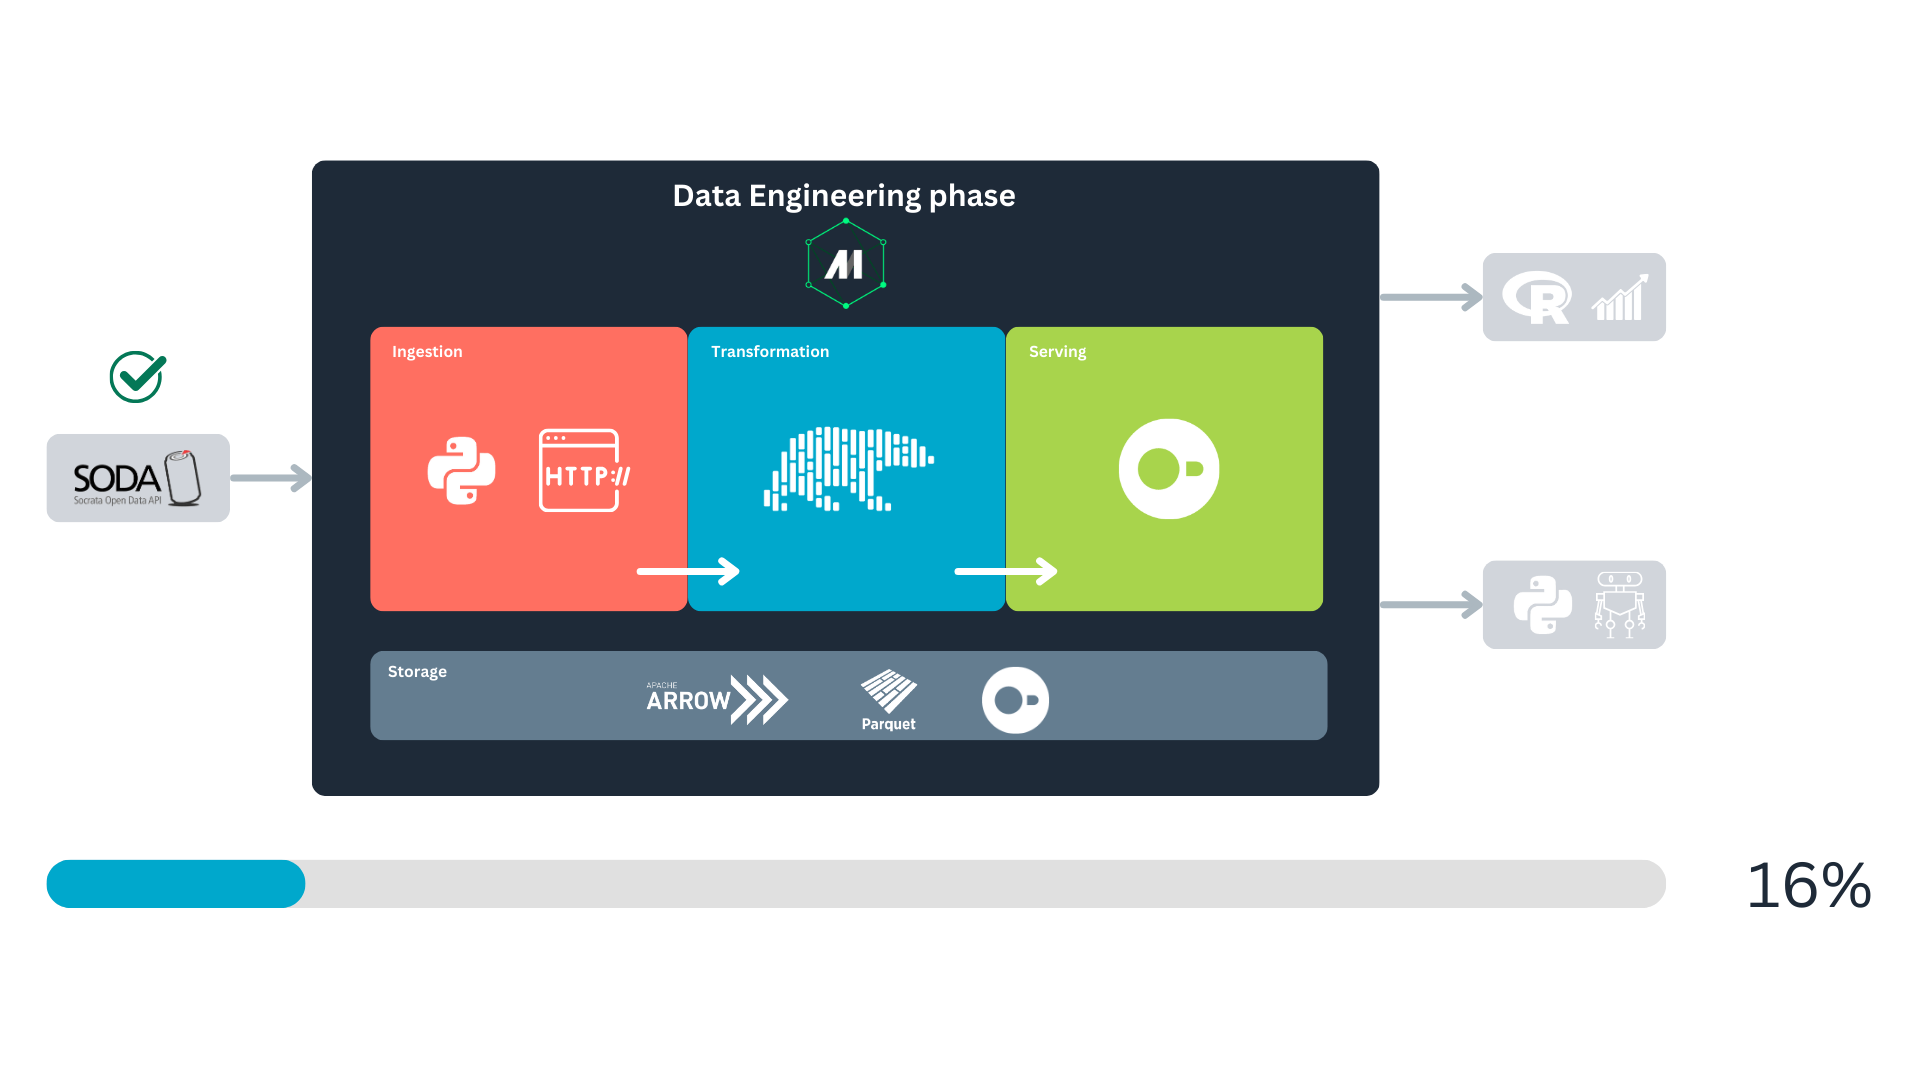 Data Engineering phase
Ingestion
HTTP://
Transformation
Serving
SODA
Socrata Open Data API
R
Storage
APACHE
ARROW
Parquet
16%